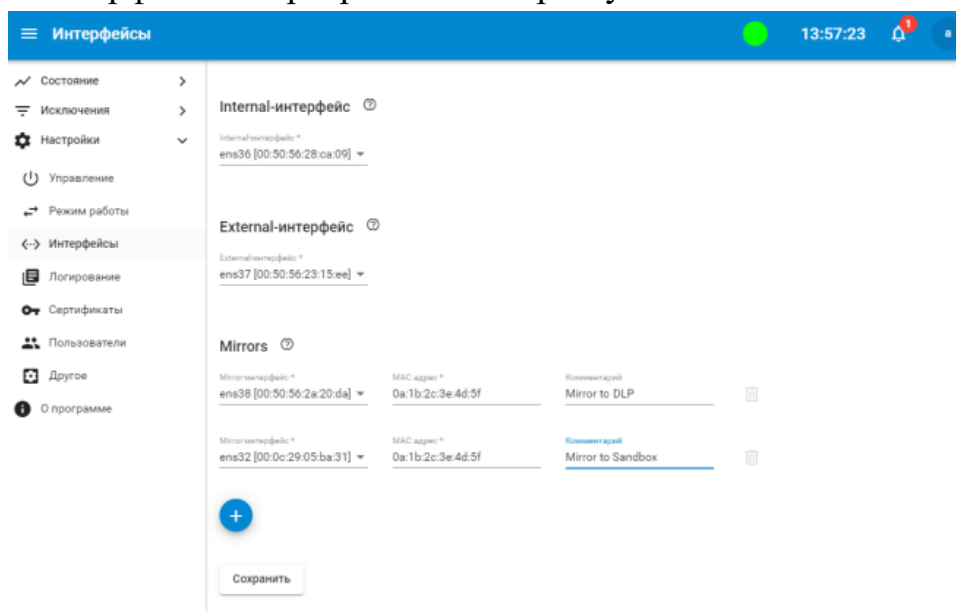 Интерфейсы 13:57:23 1 a
Состояние
Исключения
Настройки
Управление
Режим работы
Интерфейсы
Логирование
Сертификаты
Пользователи
Другое
О программе
Internal-интерфейс
Internal-интерфейс *
ens36 [00:50:56:28:ca:09]
External-интерфейс
External-интерфейс *
ens37 [00:50:56:23:15:ee]
Mirrors
Mirror-интерфейс * MAC адрес * Комментарий
ens38 [00:50:56:2a:20:da] 0a:1b:2c:3e:4d:5f Mirror to DLP
Mirror-интерфейс * MAC адрес * Комментарий
ens32 [00:0c:29:05:ba:31] 0a:1b:2c:3e:4d:5f Mirror to Sandbox
+
Сохранить